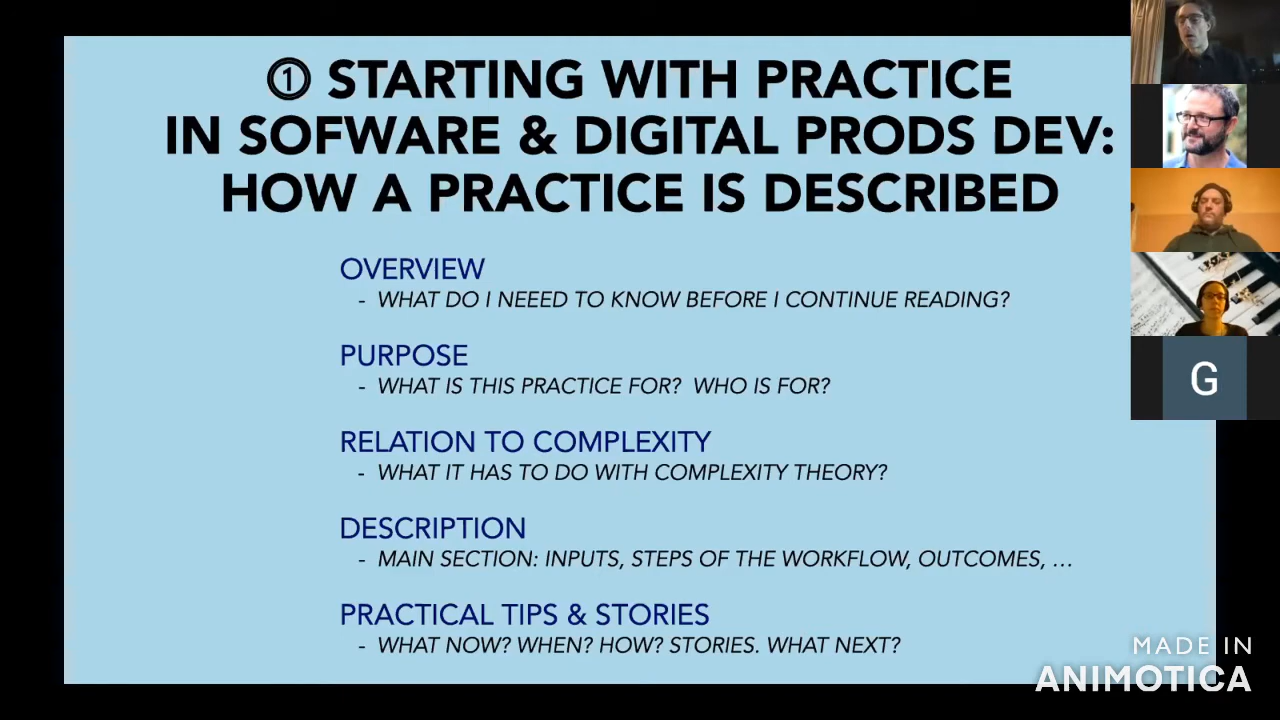 ① STARTING WITH PRACTICE
IN SOFWARE & DIGITAL PRODS DEV:
HOW A PRACTICE IS DESCRIBED
OVERVIEW
- WHAT DO I NEEED TO KNOW BEFORE I CONTINUE READING?
PURPOSE
- WHAT IS THIS PRACTICE FOR? WHO IS FOR?
RELATION TO COMPLEXITY
- WHAT IT HAS TO DO WITH COMPLEXITY THEORY?
DESCRIPTION
- MAIN SECTION: INPUTS, STEPS OF THE WORKFLOW, OUTCOMES, ...
PRACTICAL TIPS & STORIES
- WHAT NOW? WHEN? HOW? STORIES. WHAT NEXT?
G
MADE IN
ANIMOTICA